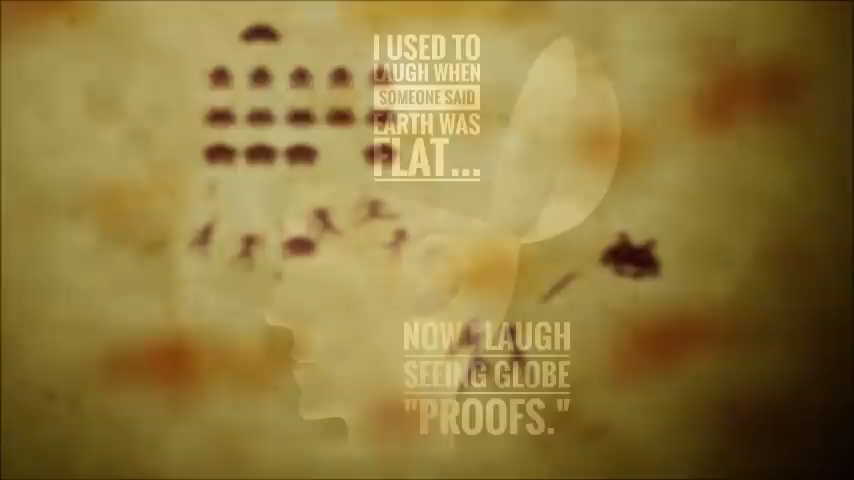 I USED TO
LAUGH WHEN
SOMEONE SAID
EARTH WAS
FLAT...
NOW I LAUGH
SEEING GLOBE
"PROOFS."